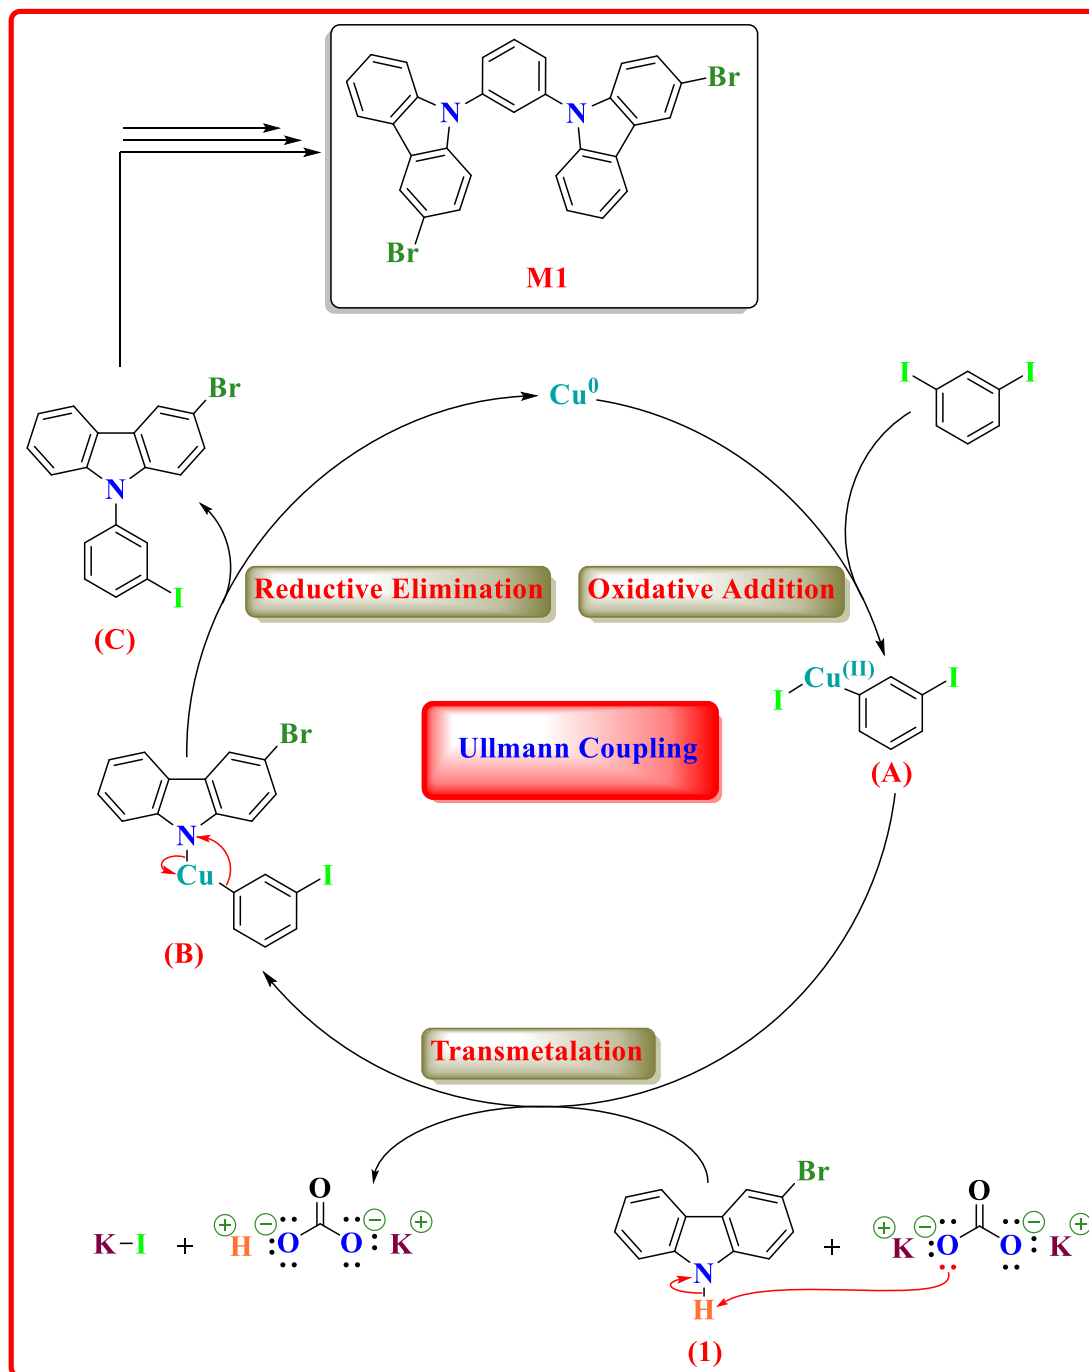 Br
N
N
Br
M1
Br
Cu⁰
I
I
N
Reductive Elimination
Oxidative Addition
I
(C)
Cu(II)
I
I
Br
Ullmann Coupling
(A)
N
Cu
I
(B)
Transmetalation
Br
O
O
K–I + H O O K
N + K O O K
H
(1)